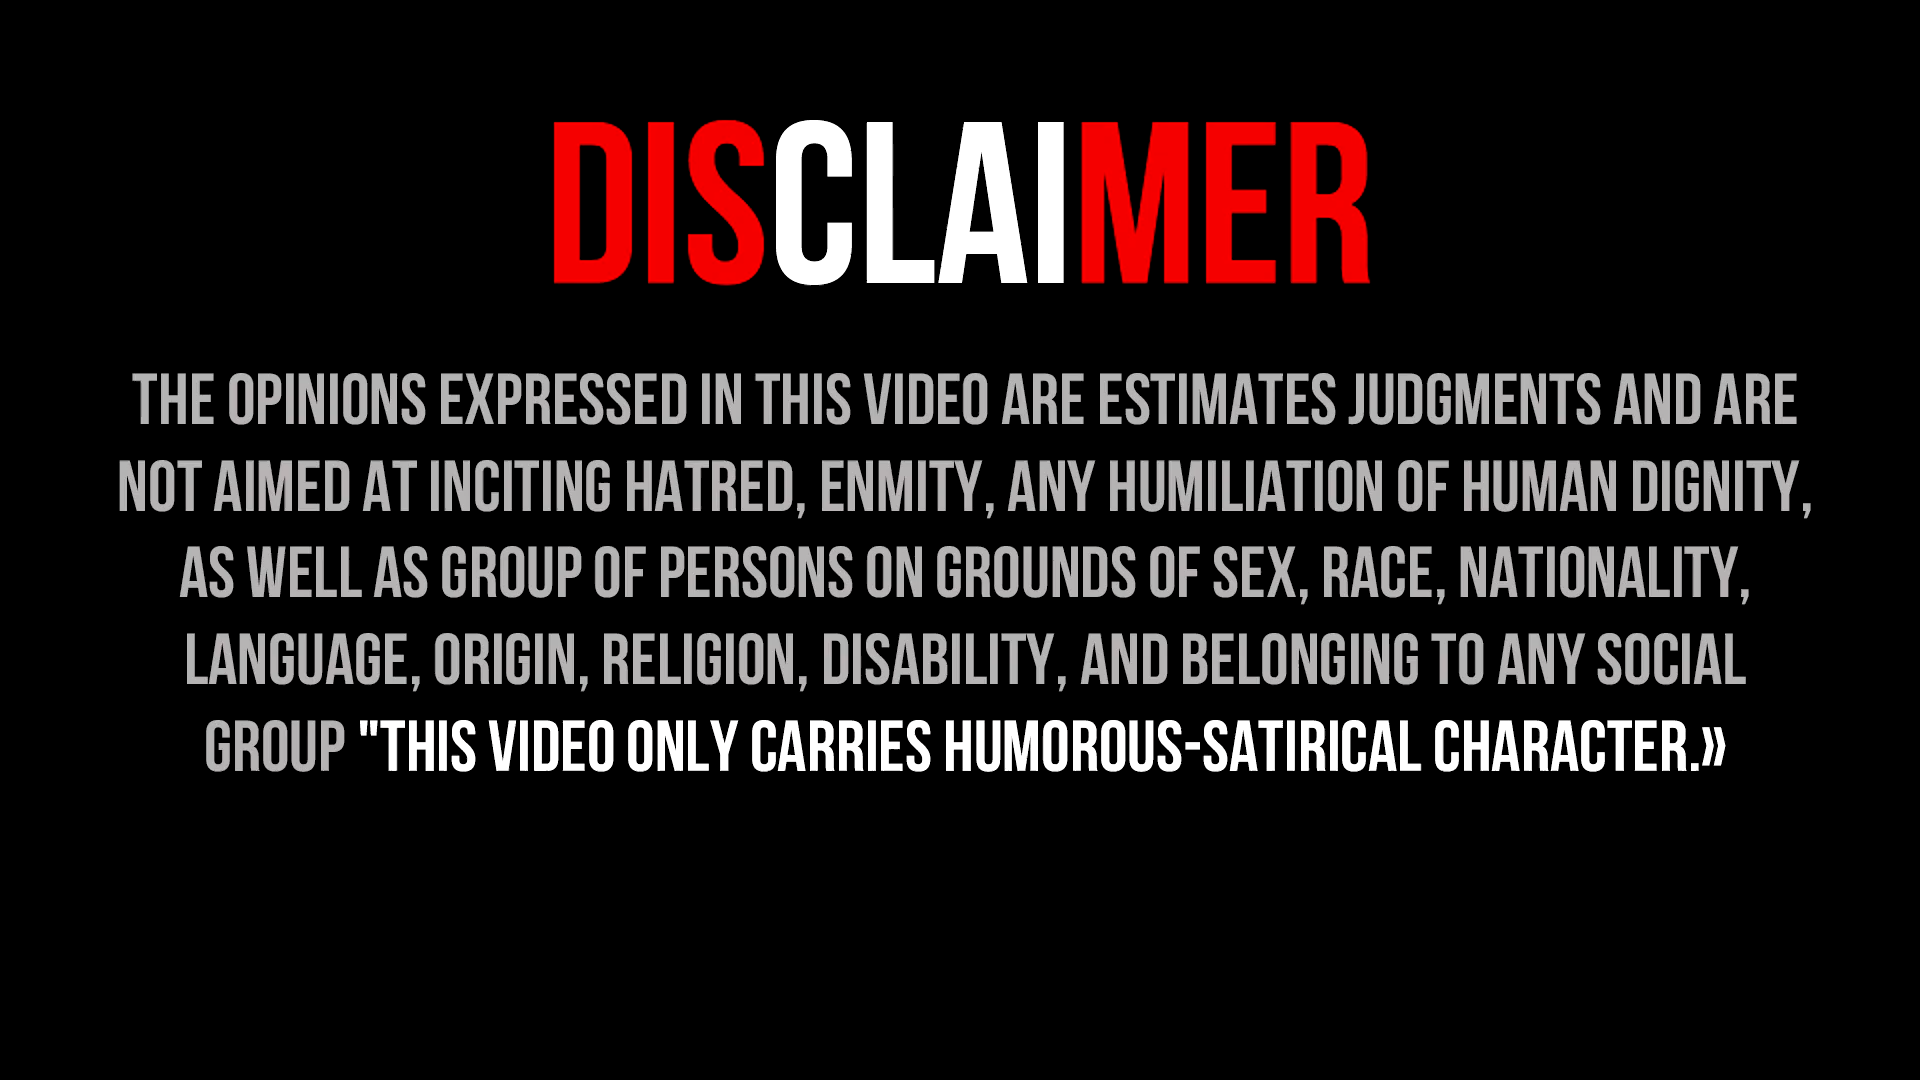 DISCLAIMER
THE OPINIONS EXPRESSED IN THIS VIDEO ARE ESTIMATES JUDGMENTS AND ARE
NOT AIMED AT INCITING HATRED, ENMITY, ANY HUMILIATION OF HUMAN DIGNITY,
AS WELL AS GROUP OF PERSONS ON GROUNDS OF SEX, RACE, NATIONALITY,
LANGUAGE, ORIGIN, RELIGION, DISABILITY, AND BELONGING TO ANY SOCIAL
GROUP "THIS VIDEO ONLY CARRIES HUMOROUS-SATIRICAL CHARACTER.»